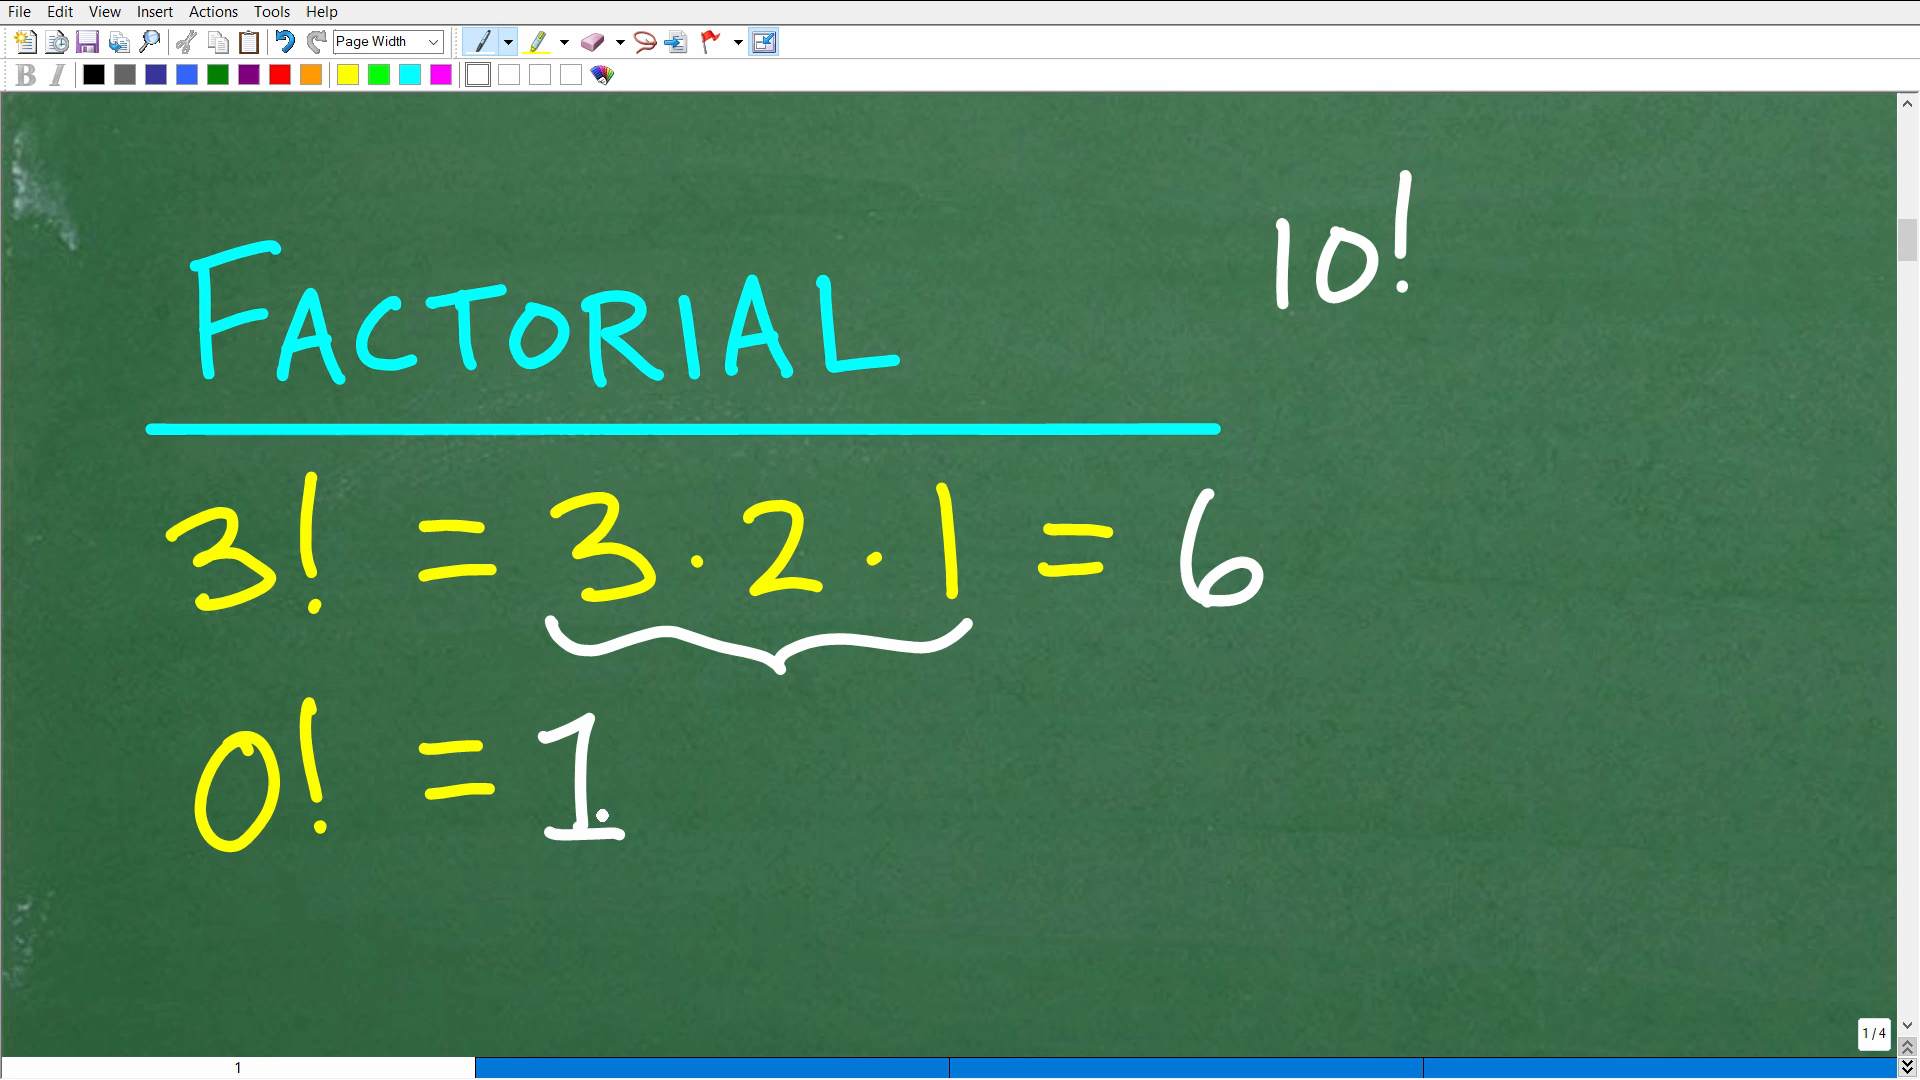 File Edit View Insert Actions Tools Help
Page Width
B I
10!
FACTORIAL
3! = 3 · 2 · 1 = 6
0! = 1
1 / 4
1